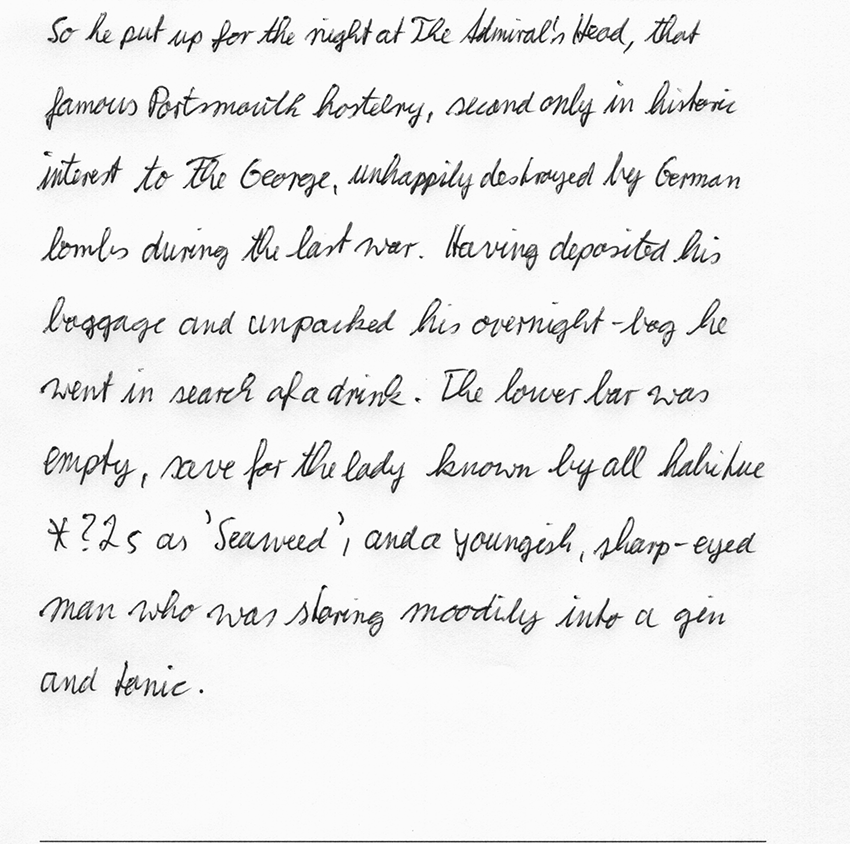 So he put up for the night at The Admiral's Head, that
famous Portsmouth hostelry, second only in historic
interest to The George, unhappily destroyed by German
bombs during the last war. Having deposited his
baggage and unpacked his overnight-bag he
went in search of a drink. The lower bar was
empty, save for the lady known by all habitue
*?2s as 'Seaweed', and a youngish, sharp-eyed
man who was staring moodily into a gin
and tonic.